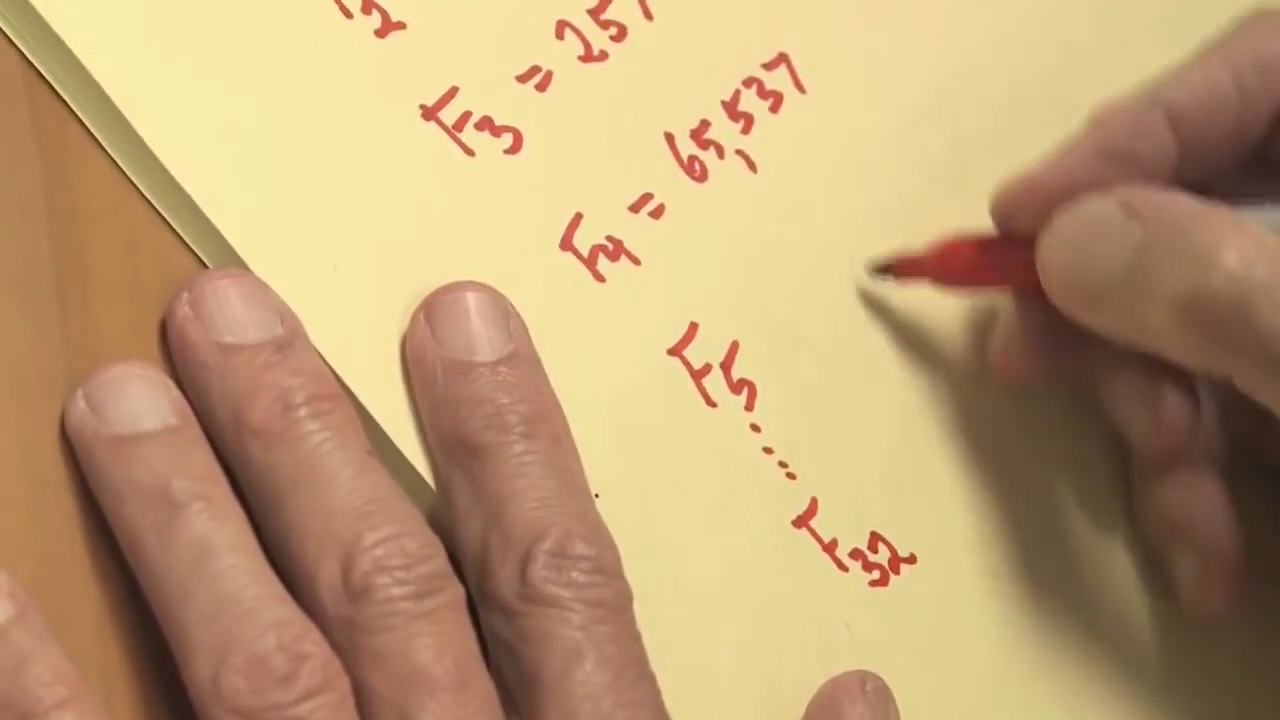 F₃ = 257
F₄ = 65,537
F₅
⋮
F₃₂